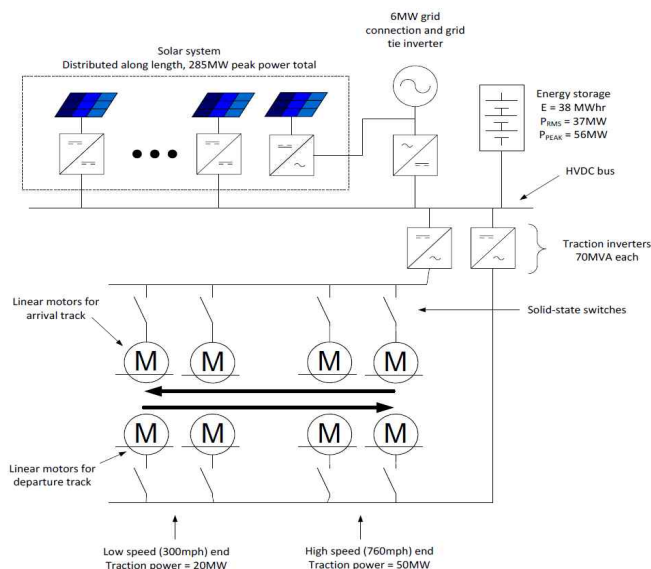 6MW grid
connection and grid
tie inverter
Solar system
Distributed along length, 285MW peak power total
Energy storage
E = 38 MWhr
PRMS = 37MW
PPEAK = 56MW
HVDC bus
Traction inverters
70MVA each
Linear motors for
arrival track
Solid-state switches
M M M M
M M M M
Linear motors for
departure track
Low speed (300mph) end
Traction power = 20MW
High speed (760mph) end
Traction power = 50MW